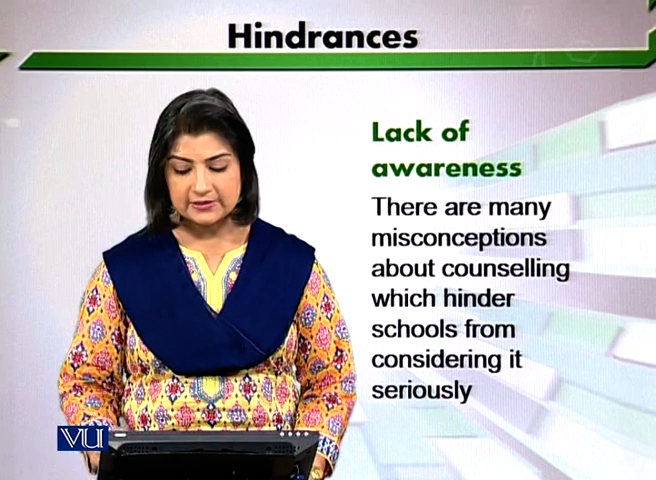 Hindrances
Lack of
awareness
There are many
misconceptions
about counselling
which hinder
schools from
considering it
seriously
VU